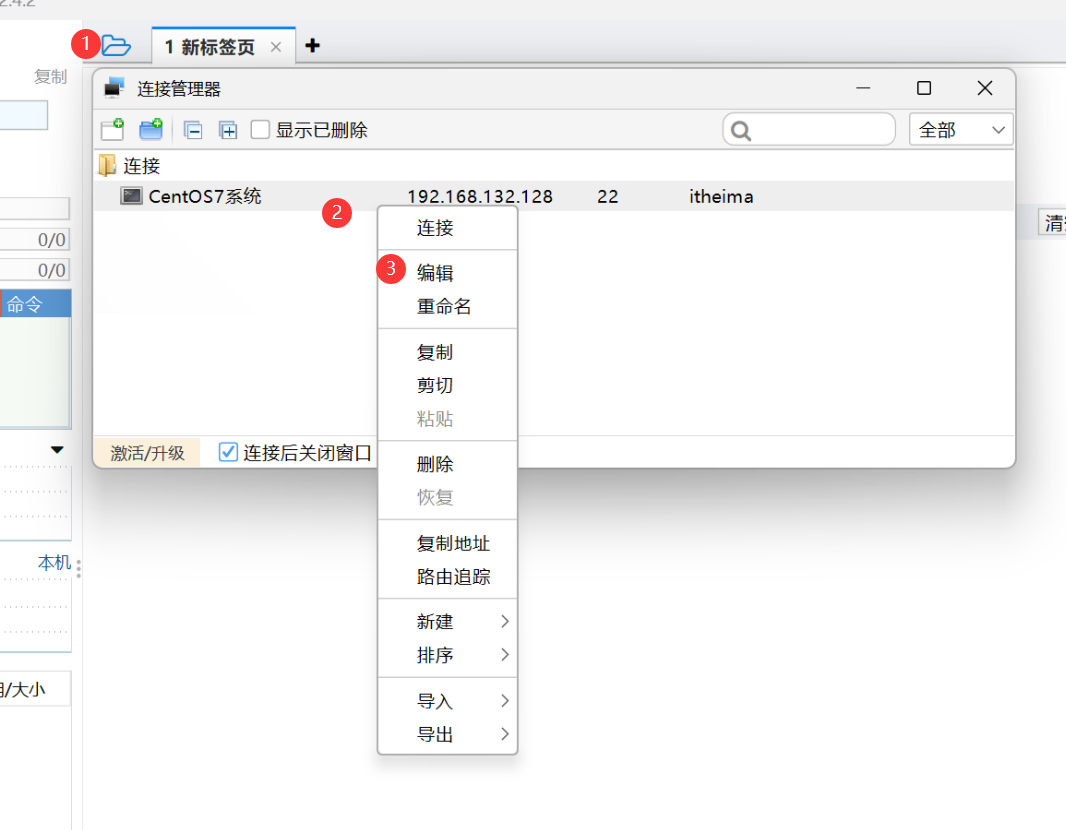 2.4.2
1
1 新标签页
复制
连接管理器
显示已删除
全部
连接
CentOS7系统 192.168.132.128 22 itheima
2
清
0/0
0/0
命令
连接
3
编辑
重命名
复制
剪切
粘贴
激活/升级
连接后关闭窗口
删除
恢复
复制地址
路由追踪
本机
新建
排序
/大小
导入
导出